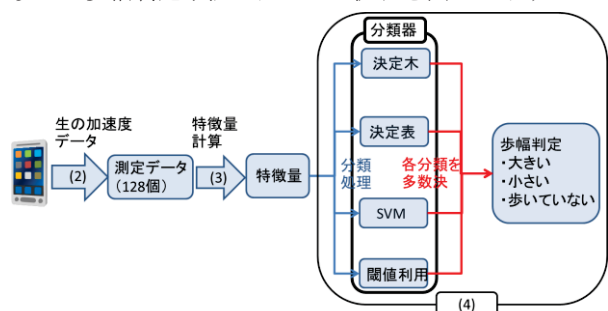 分類器
決定木
決定表
SVM
閾値利用
生の加速度
データ
(2)
測定データ
(128個)
特徴量
計算
(3)
特徴量
分類
処理
各分類を
多数決
歩幅判定
・大きい
・小さい
・歩いていない
(4)